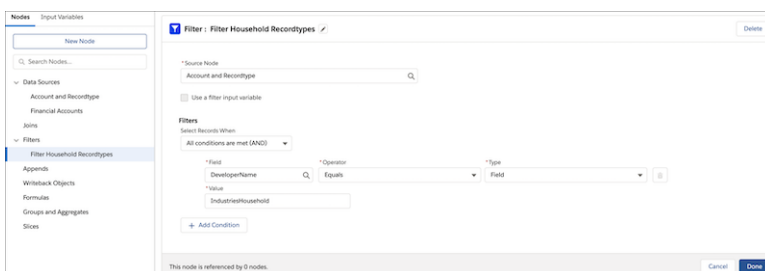 Nodes Input Variables
New Node
Search Nodes...
Data Sources
Account and Recordtype
Financial Accounts
Joins
Filters
Filter Household Recordtypes
Appends
Writeback Objects
Formulas
Groups and Aggregates
Slices
Filter : Filter Household Recordtypes
Delete
*Source Node
Account and Recordtype
Use a filter input variable
Filters
Select Records When
All conditions are met (AND)
*Field *Operator *Type
DeveloperName Equals Field
*Value
IndustriesHousehold
+ Add Condition
This node is referenced by 0 nodes.
Cancel Done